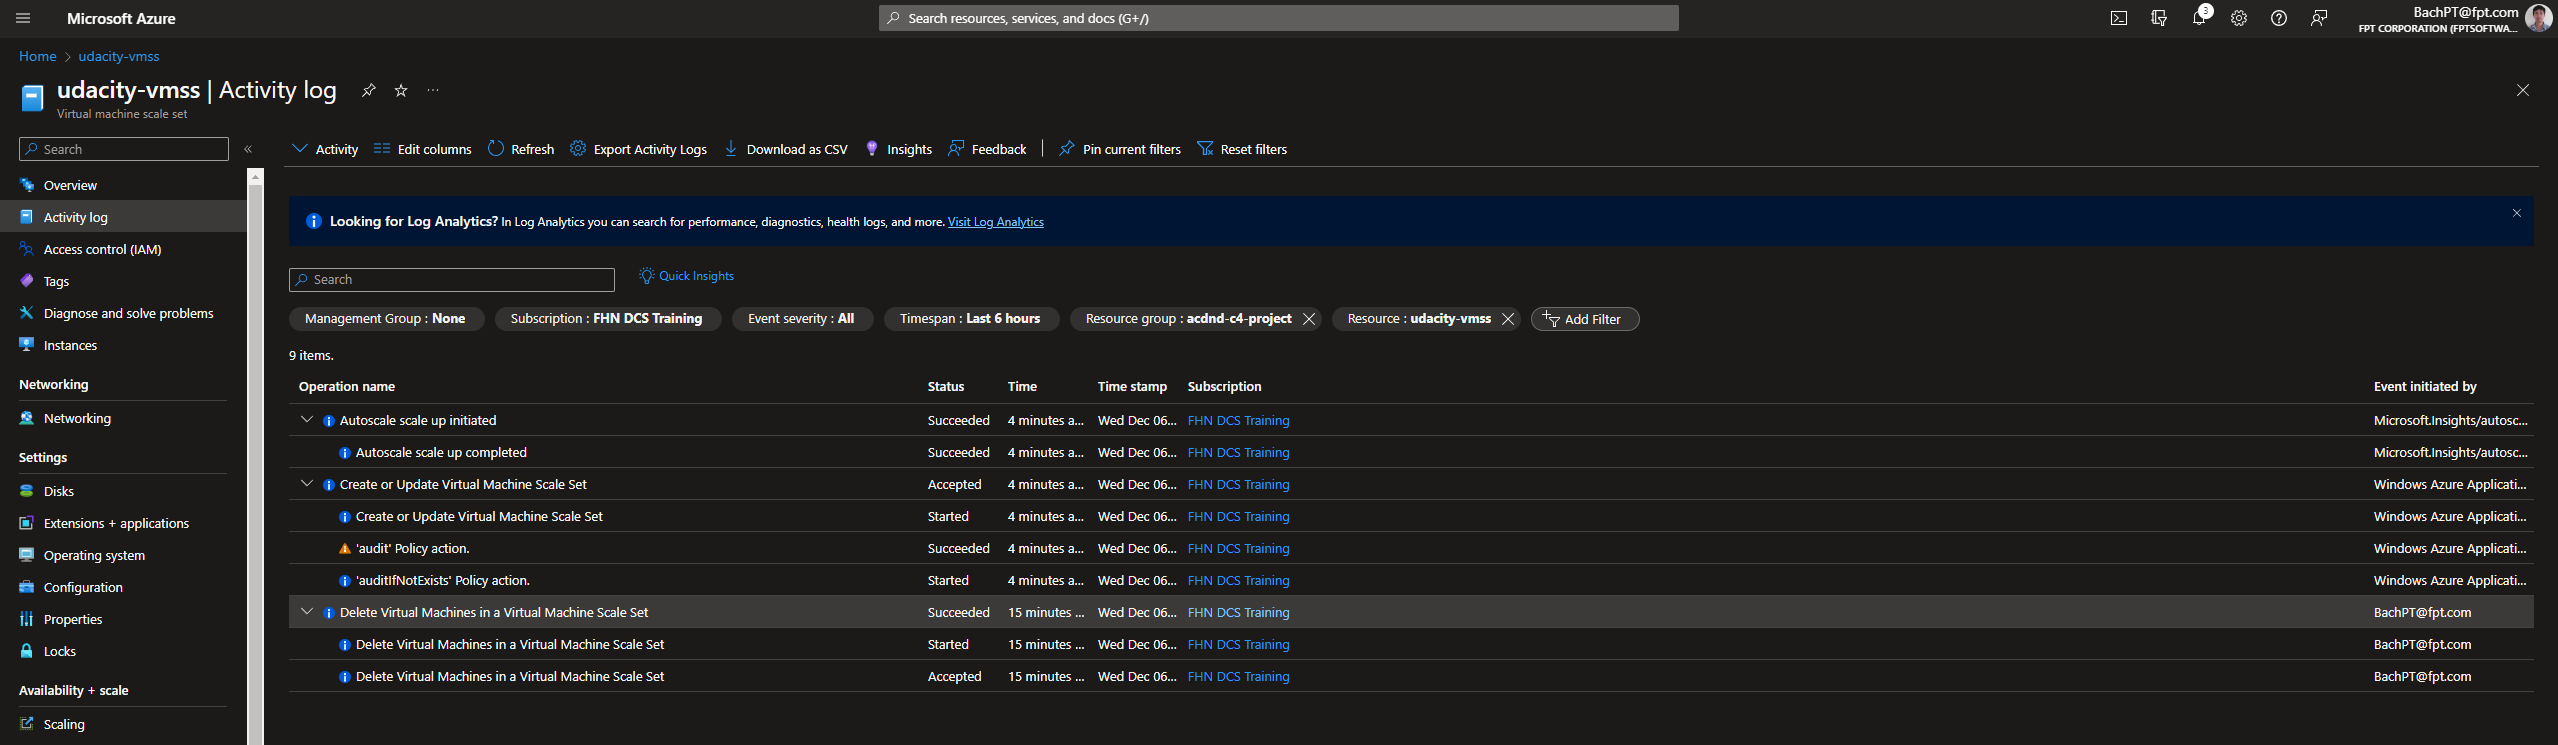 Microsoft Azure
Search resources, services, and docs (G+/)
3
BachPT@fpt.com
FPT CORPORATION (FPTSOFTWA...
Home > udacity-vmss
udacity-vmss | Activity log
...
Virtual machine scale set
Search
«
Activity
Edit columns
Refresh
Export Activity Logs
Download as CSV
Insights
Feedback
Pin current filters
Reset filters
Overview
Activity log
Access control (IAM)
Tags
Diagnose and solve problems
Instances
Networking
Networking
Settings
Disks
Extensions + applications
Operating system
Configuration
Properties
Locks
Availability + scale
Scaling
Looking for Log Analytics? In Log Analytics you can search for performance, diagnostics, health logs, and more. Visit Log Analytics
Search
Quick Insights
Management Group : None
Subscription : FHN DCS Training
Event severity : All
Timespan : Last 6 hours
Resource group : acdnd-c4-project
Resource : udacity-vmss
Add Filter
9 items.
Operation name Status Time Time stamp Subscription Event initiated by
Autoscale scale up initiated Succeeded 4 minutes a... Wed Dec 06... FHN DCS Training Microsoft.Insights/autosc...
Autoscale scale up completed Succeeded 4 minutes a... Wed Dec 06... FHN DCS Training Microsoft.Insights/autosc...
Create or Update Virtual Machine Scale Set Accepted 4 minutes a... Wed Dec 06... FHN DCS Training Windows Azure Applicati...
Create or Update Virtual Machine Scale Set Started 4 minutes a... Wed Dec 06... FHN DCS Training Windows Azure Applicati...
'audit' Policy action. Succeeded 4 minutes a... Wed Dec 06... FHN DCS Training Windows Azure Applicati...
'auditIfNotExists' Policy action. Started 4 minutes a... Wed Dec 06... FHN DCS Training Windows Azure Applicati...
Delete Virtual Machines in a Virtual Machine Scale Set Succeeded 15 minutes ... Wed Dec 06... FHN DCS Training BachPT@fpt.com
Delete Virtual Machines in a Virtual Machine Scale Set Started 15 minutes ... Wed Dec 06... FHN DCS Training BachPT@fpt.com
Delete Virtual Machines in a Virtual Machine Scale Set Accepted 15 minutes ... Wed Dec 06... FHN DCS Training BachPT@fpt.com